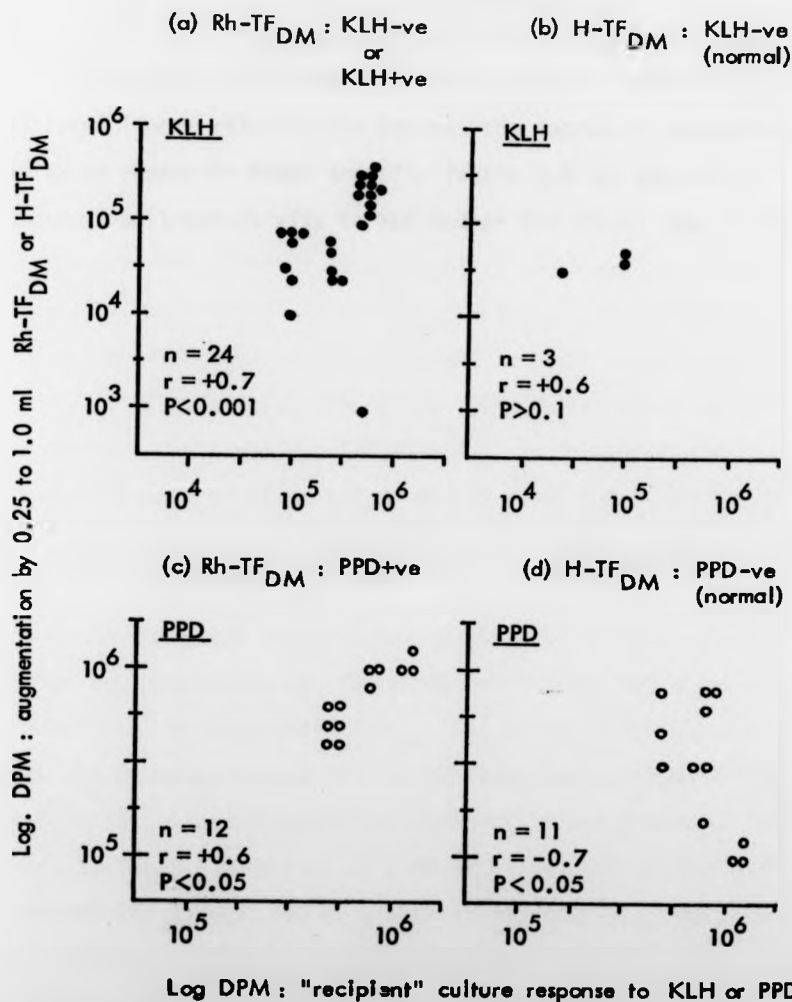 (a) Rh-TF_DM : KLH-ve
or
KLH+ve
(b) H-TF_DM : KLH-ve
(normal)
Log. DPM : augmentation by 0.25 to 1.0 ml Rh-TF_DM or H-TF_DM
10^6
10^5
10^4
10^3
KLH
n = 24
r = +0.7
P<0.001
10^4 10^5 10^6
KLH
n = 3
r = +0.6
P>0.1
10^4 10^5 10^6
(c) Rh-TF_DM : PPD+ve
(d) H-TF_DM : PPD-ve
(normal)
10^6
10^5
PPD
n = 12
r = +0.6
P<0.05
10^5 10^6
PPD
n = 11
r = -0.7
P<0.05
10^5 10^6
Log DPM : "recipient" culture response to KLH or PPD